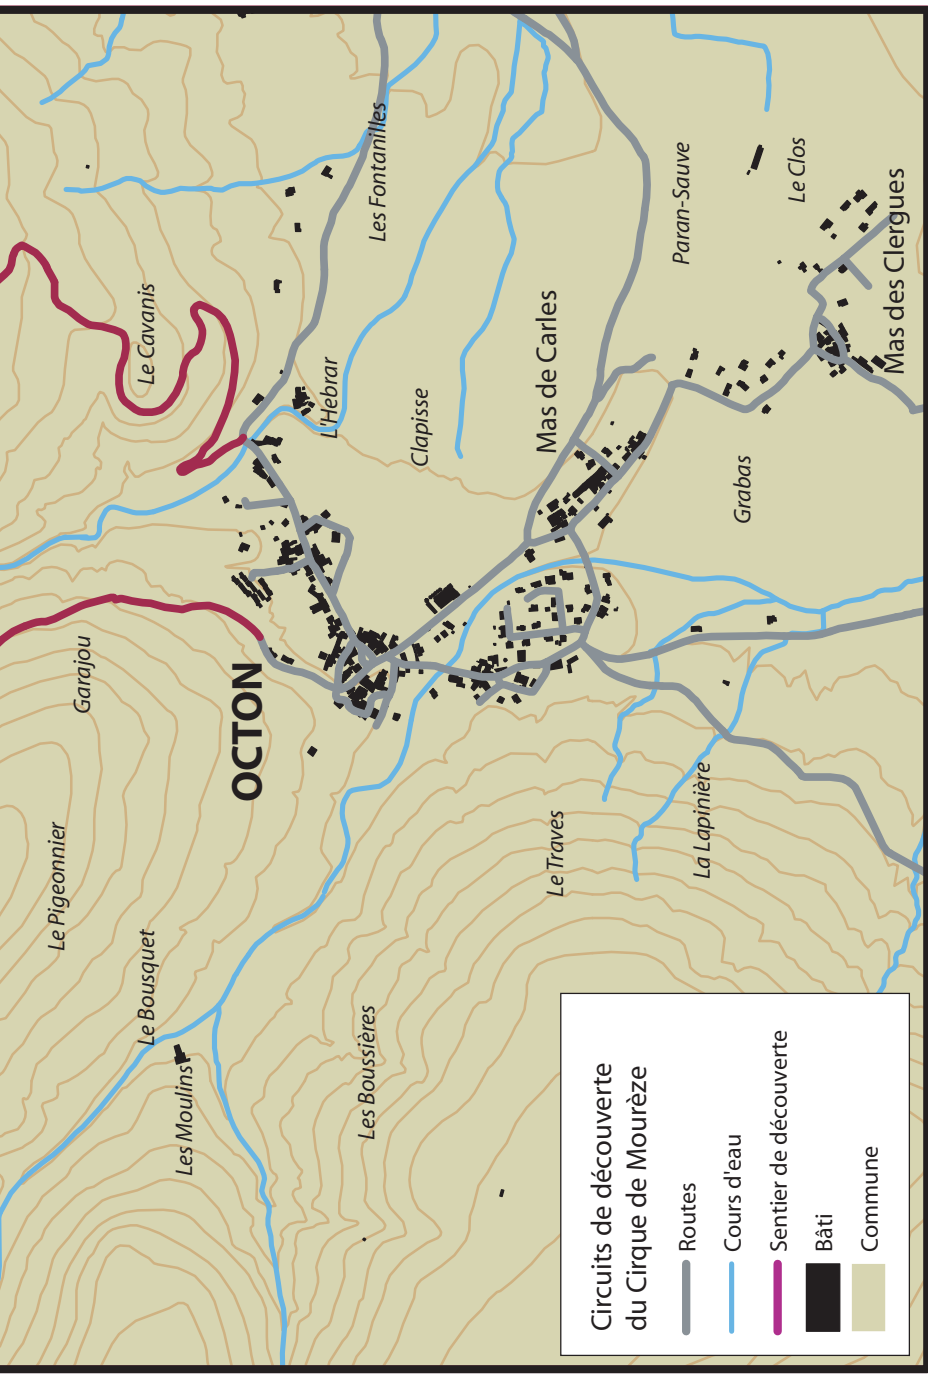 Le Pigeonnier
Garajou
Le Cavanis
Le Bousquet
Les Moulins
OCTON
L'Hébrar
Les Fontanilles
Les Boussières
Clapisse
Mas de Carles
Le Traves
Paran-Sauve
La Lapinière
Grabas
Le Clos
Mas des Clergues
Circuits de découverte
du Cirque de Mourèze
Routes
Cours d'eau
Sentier de découverte
Bâti
Commune